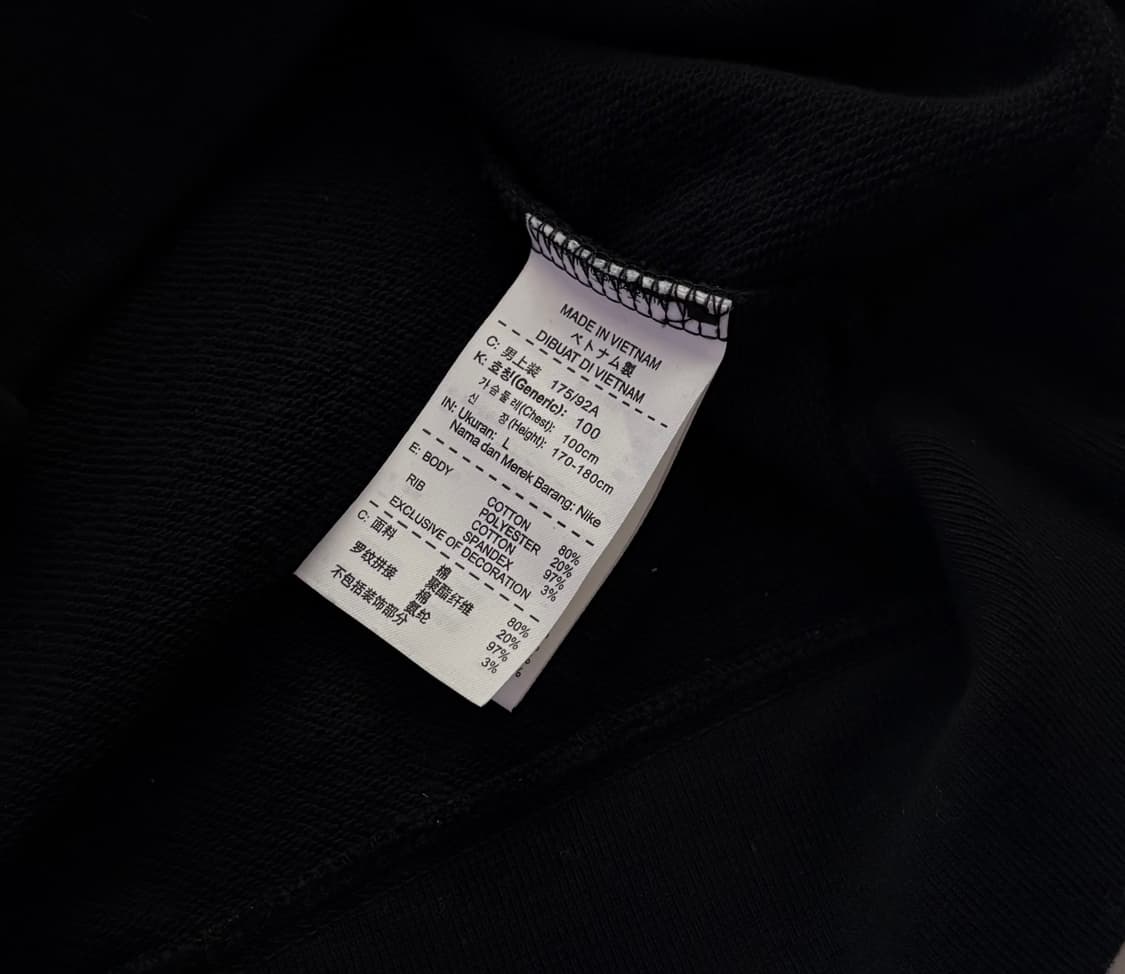 MADE IN VIETNAM
ベトナム製
DIBUAT DI VIETNAM
C: 男上装 175/92A
K: 호칭(Generic): 100
가슴둘레(Chest): 100cm
신 장(Height): 170-180cm
IN: Ukuran: L
Nama dan Merek Barang: Nike
E: BODY COTTON 80%
POLYESTER 20%
RIB COTTON 97%
SPANDEX 3%
EXCLUSIVE OF DECORATION
C: 面料 棉 80%
聚酯纤维 20%
罗纹拼接 棉 97%
氨纶 3%
不包括装饰部分